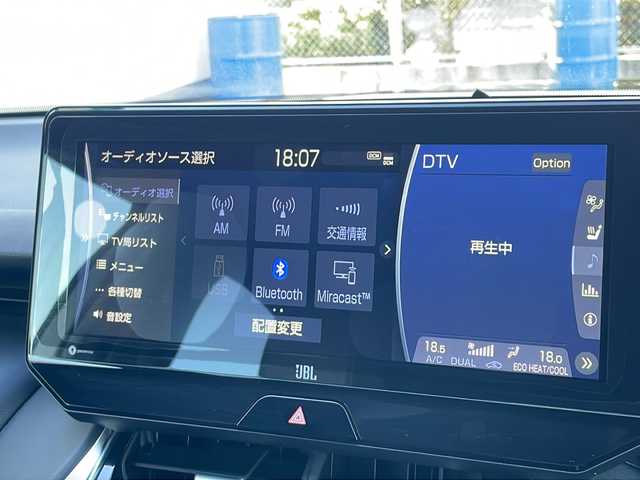 オーディオソース選択
18:07
DCM
DTV
Option
オーディオ選択
チャンネルリスト
TV局リスト
メニュー
各種切替
音設定
AM
FM
交通情報
USB
Bluetooth
Miracast™
配置変更
再生中
18.5
18.0
A/C DUAL
ECO HEAT/COOL
JBL